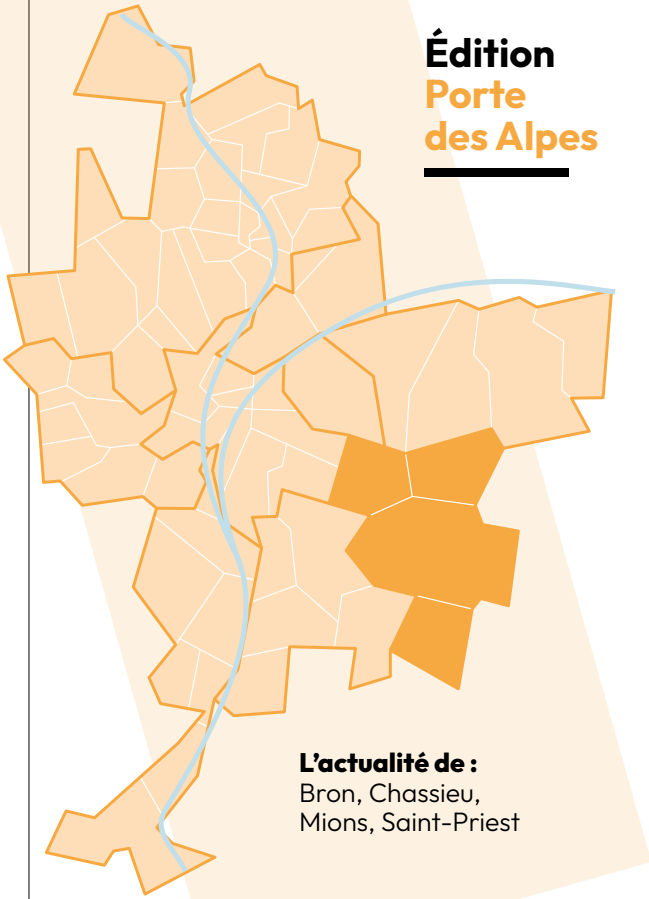 Édition
Porte
des Alpes
L’actualité de :
Bron, Chassieu,
Mions, Saint-Priest